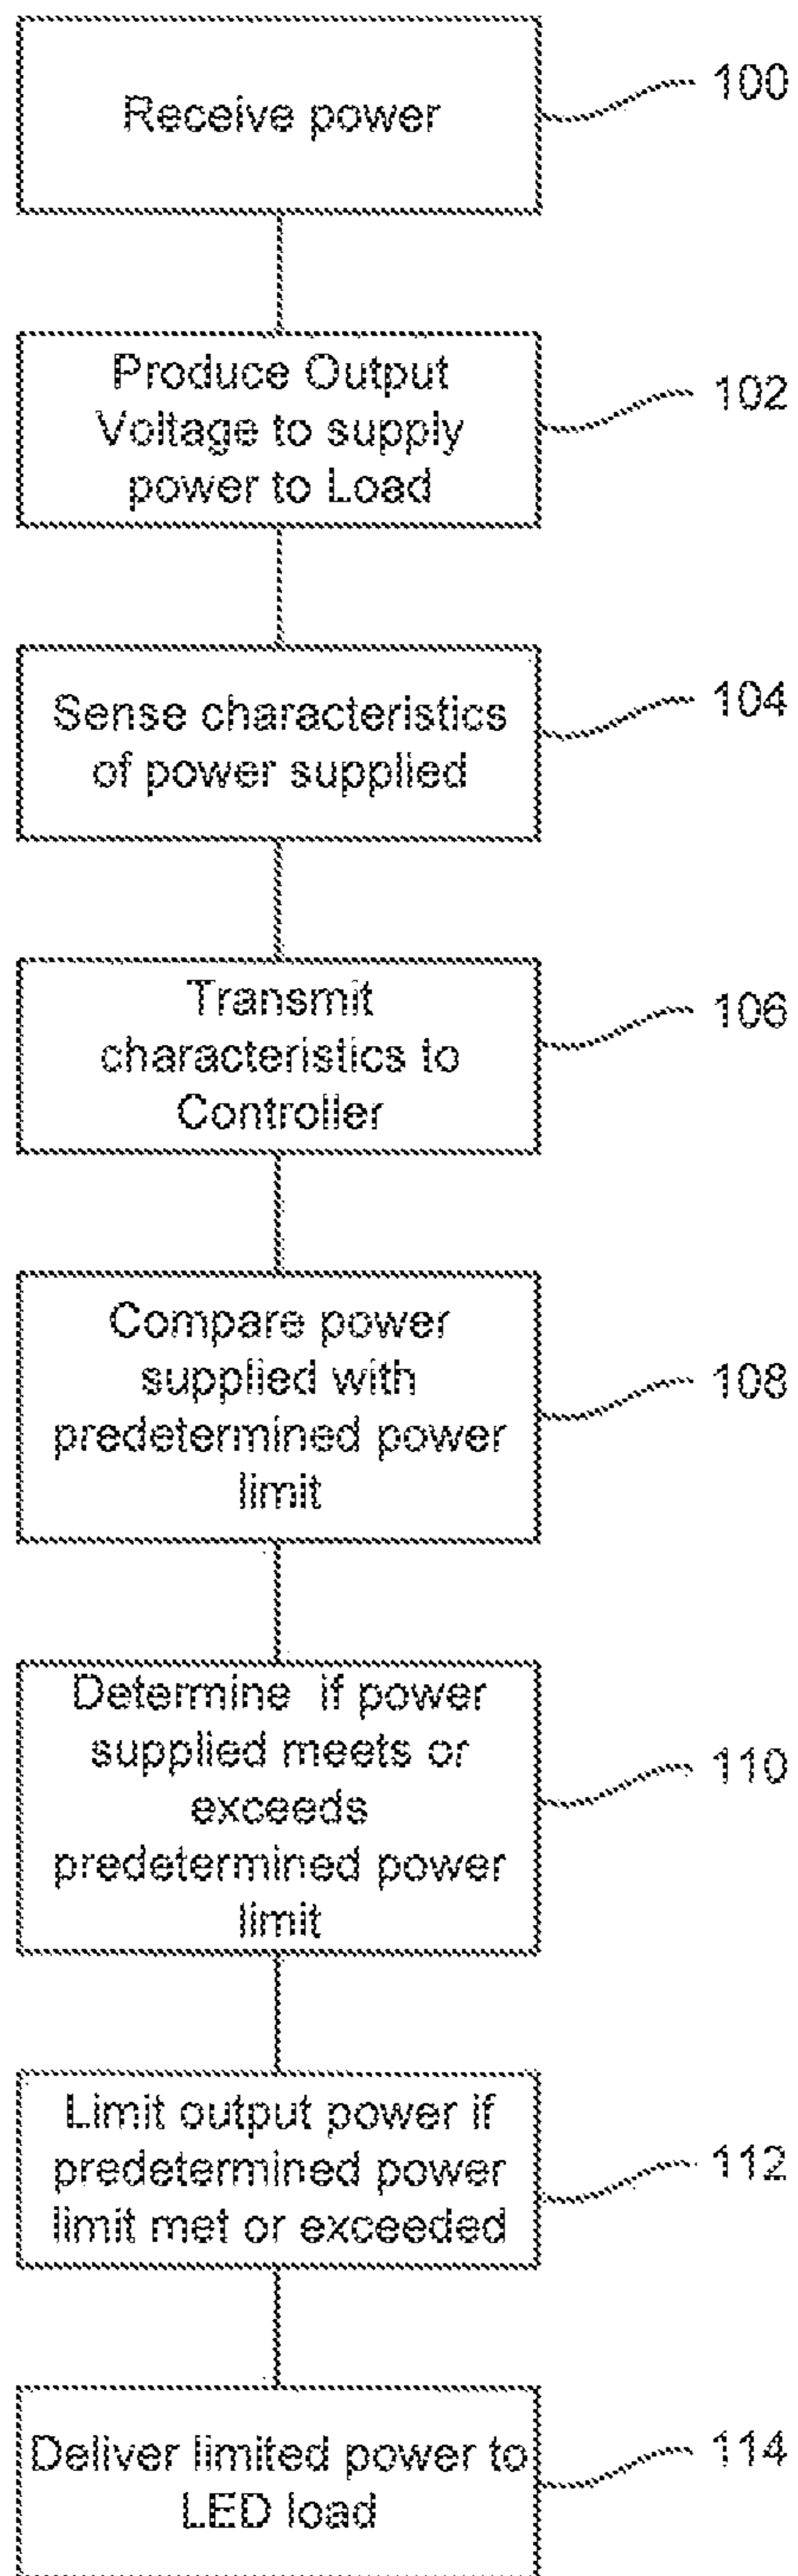 Receive power
100
Produce Output
Voltage to supply
power to Load
102
Sense characteristics
of power supplied
104
Transmit
characteristics to
Controller
106
Compare power
supplied with
predetermined power
limit
108
Determine if power
supplied meets or
exceeds
predetermined power
limit
110
Limit output power if
predetermined power
limit met or exceeded
112
Deliver limited power to
LED load
114